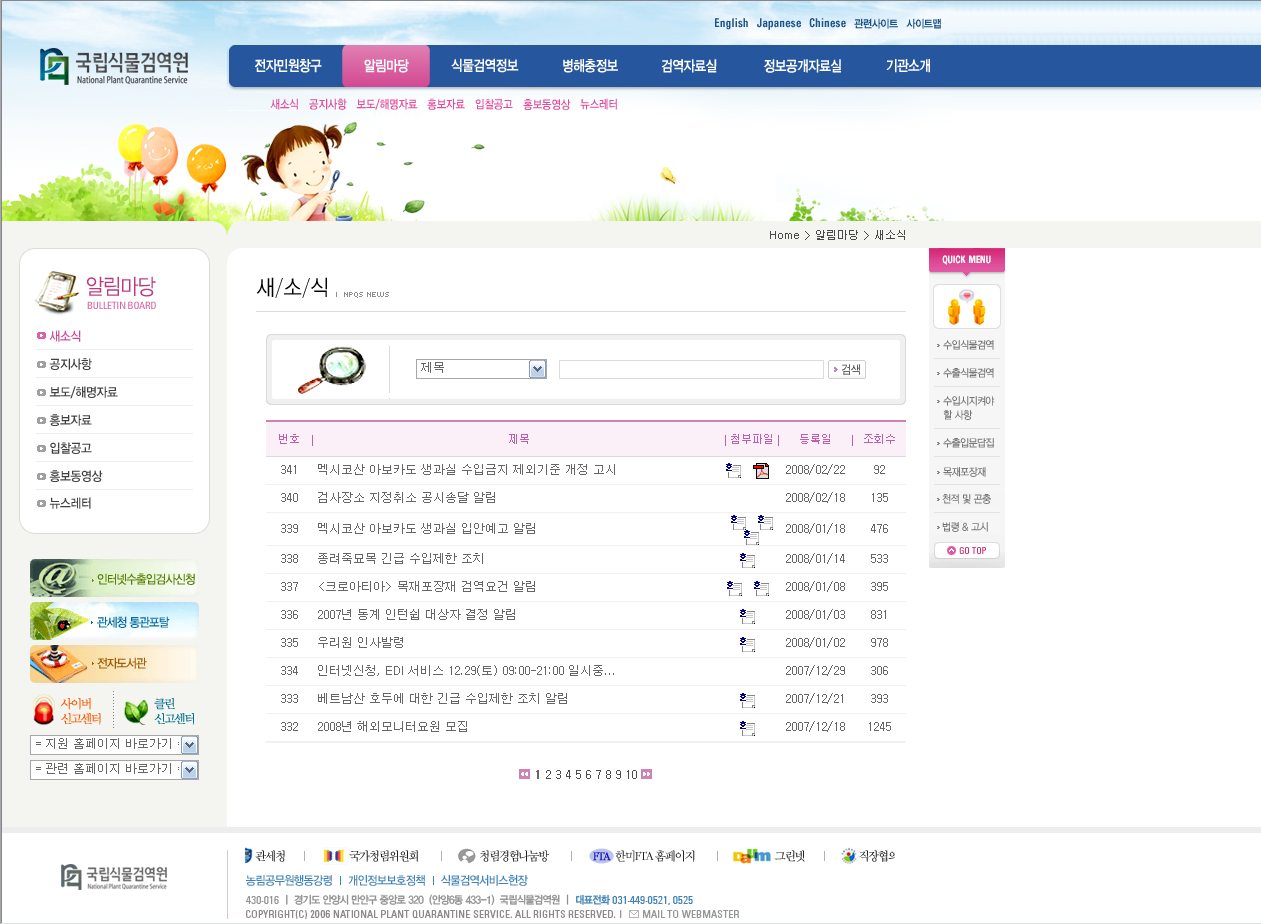 English Japanese Chinese 관련사이트 사이트맵
국립식물검역원
National Plant Quarantine Service
전자민원창구 알림마당 식물검역정보 병해충정보 검역자료실 정보공개자료실 기관소개
새소식 공지사항 보도/해명자료 홍보자료 입찰공고 홍보동영상 뉴스레터
Home > 알림마당 > 새소식
알림마당
BULLETIN BOARD
새소식
공지사항
보도/해명자료
홍보자료
입찰공고
홍보동영상
뉴스레터
인터넷수출입검사신청
관세청 통관포탈
전자도서관
사이버
신고센터
클린
신고센터
= 지원 홈페이지 바로가기 =
= 관련 홈페이지 바로가기 =
새/소/식 | NPQS NEWS
제목 검색
번호 | 제목 | 첨부파일 | 등록일 | 조회수
341 멕시코산 아보카도 생과실 수입금지 제외기준 개정 고시 2008/02/22 92
340 검사장소 지정취소 공시송달 알림 2008/02/18 135
339 멕시코산 아보카도 생과실 입안예고 알림 2008/01/18 476
338 종려죽묘목 긴급 수입제한 조치 2008/01/14 533
337 <크로아티아> 목재포장재 검역요건 알림 2008/01/08 395
336 2007년 동계 인턴쉽 대상자 결정 알림 2008/01/03 831
335 우리원 인사발령 2008/01/02 978
334 인터넷신청, EDI 서비스 12.29(토) 09:00-21:00 일시중... 2007/12/29 306
333 베트남산 호두에 대한 긴급 수입제한 조치 알림 2007/12/21 393
332 2008년 해외모니터요원 모집 2007/12/18 1245
1 2 3 4 5 6 7 8 9 10
QUICK MENU
수입식물검역
수출식물검역
수입시지켜야
할 사항
수출입문답집
목재포장재
천적 및 곤충
법령 & 고시
GO TOP
관세청 | 국가청렴위원회 | 청렴경험나눔방 | FTA 한미FTA 홈페이지 | 그린넷 | 직장협의
국립식물검역원
National Plant Quarantine Service
농림공무원행동강령 | 개인정보보호정책 | 식물검역서비스헌장
430-016 | 경기도 안양시 만안구 중앙로 320 (안양6동 433-1) 국립식물검역원 | 대표전화 031-449-0521, 0525
COPYRIGHT(C) 2006 NATIONAL PLANT QUARANTINE SERVICE. ALL RIGHTS RESERVED. | MAIL TO WEBMASTER